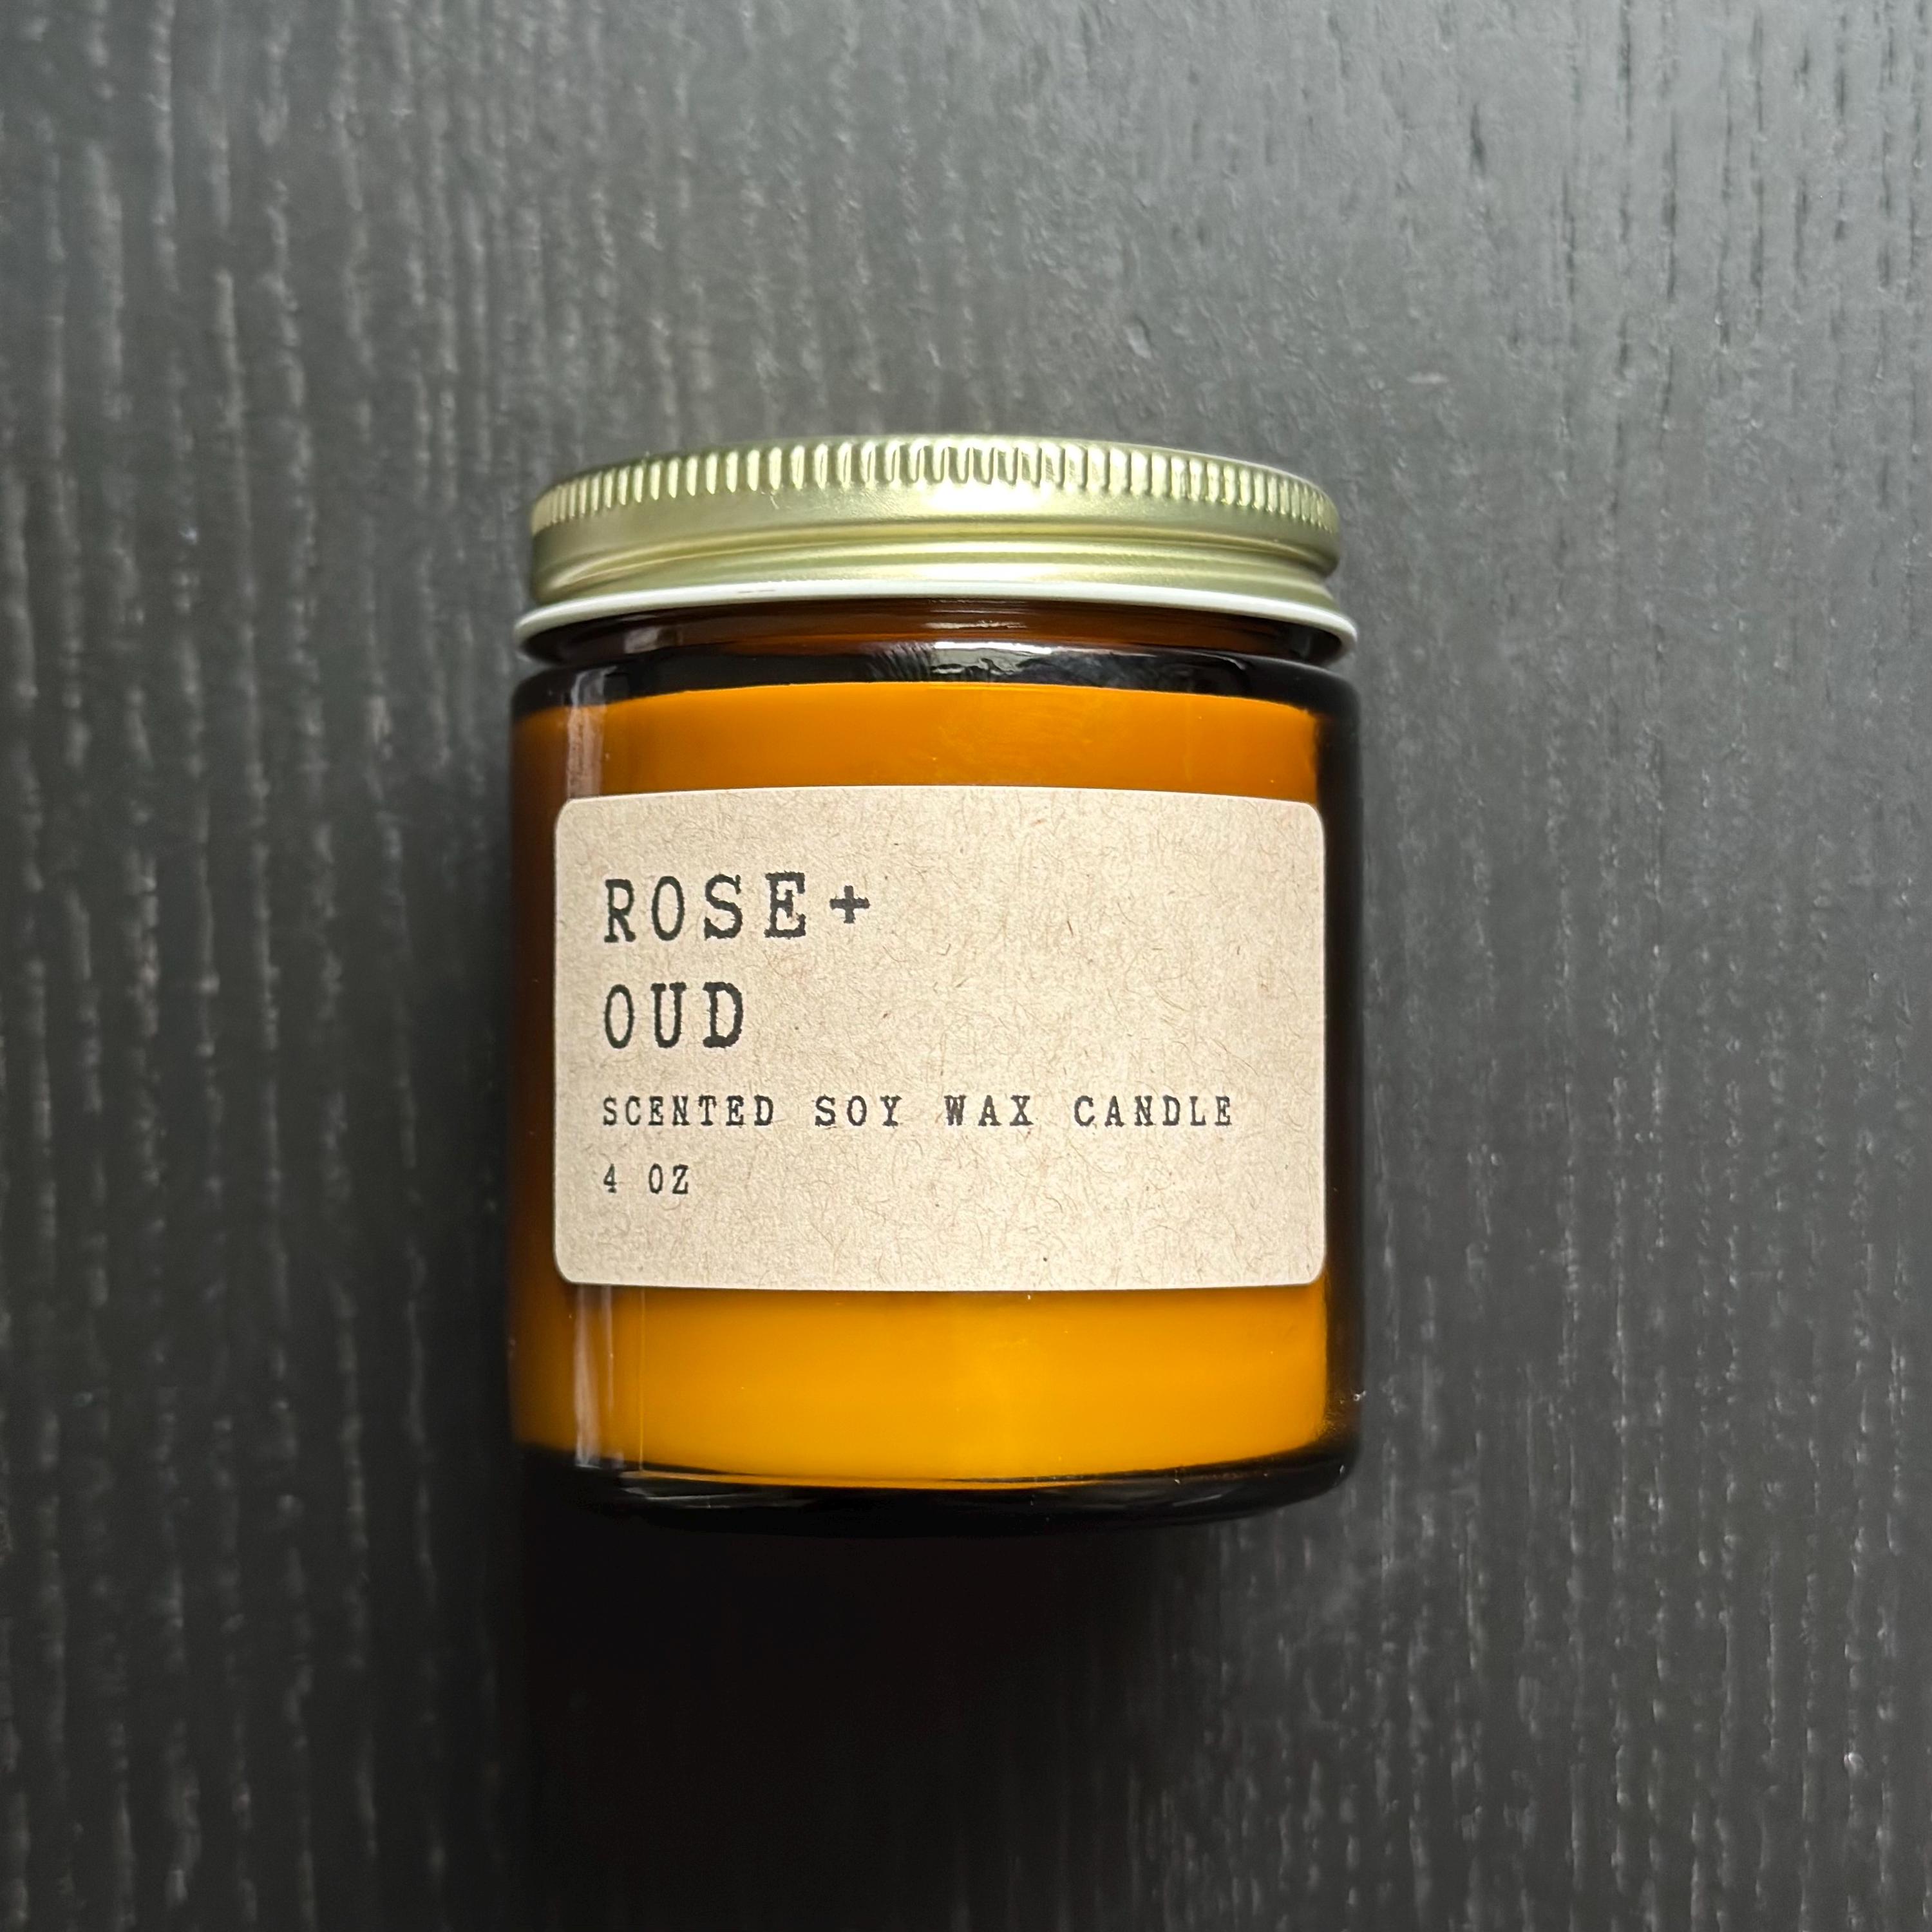 ROSE+
OUD
SCENTED SOY WAX CANDLE
4 OZ